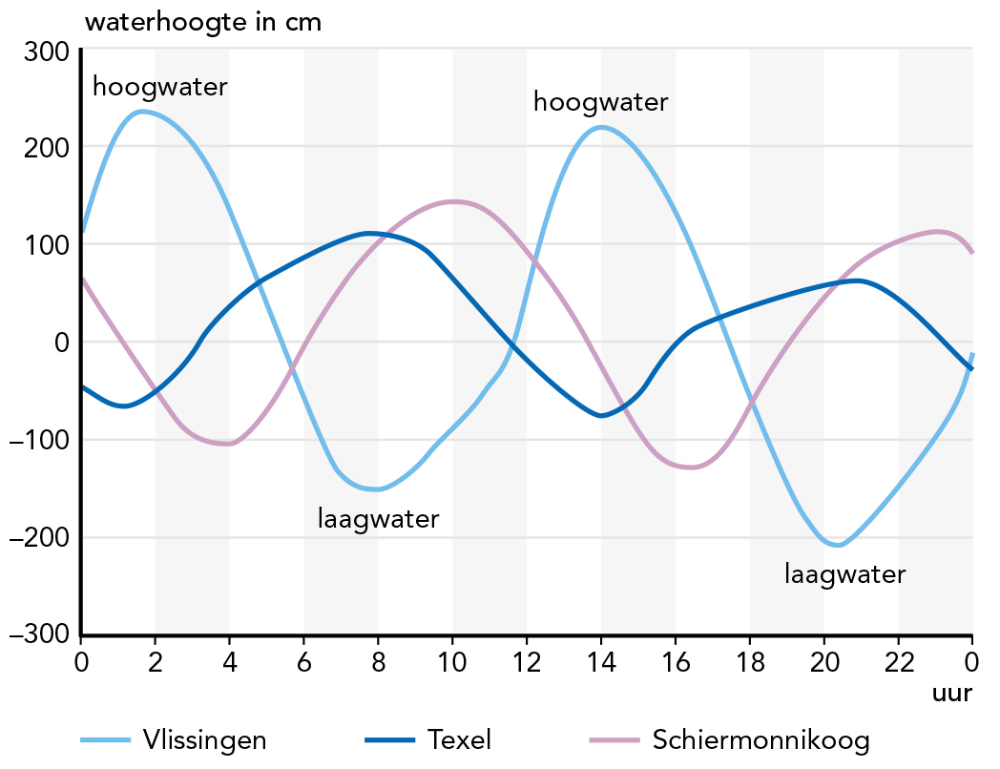 waterhoogte in cm
300
hoogwater
hoogwater
200
100
0
–100
laagwater
–200
laagwater
–300
0 2 4 6 8 10 12 14 16 18 20 22 0
uur
Vlissingen Texel Schiermonnikoog